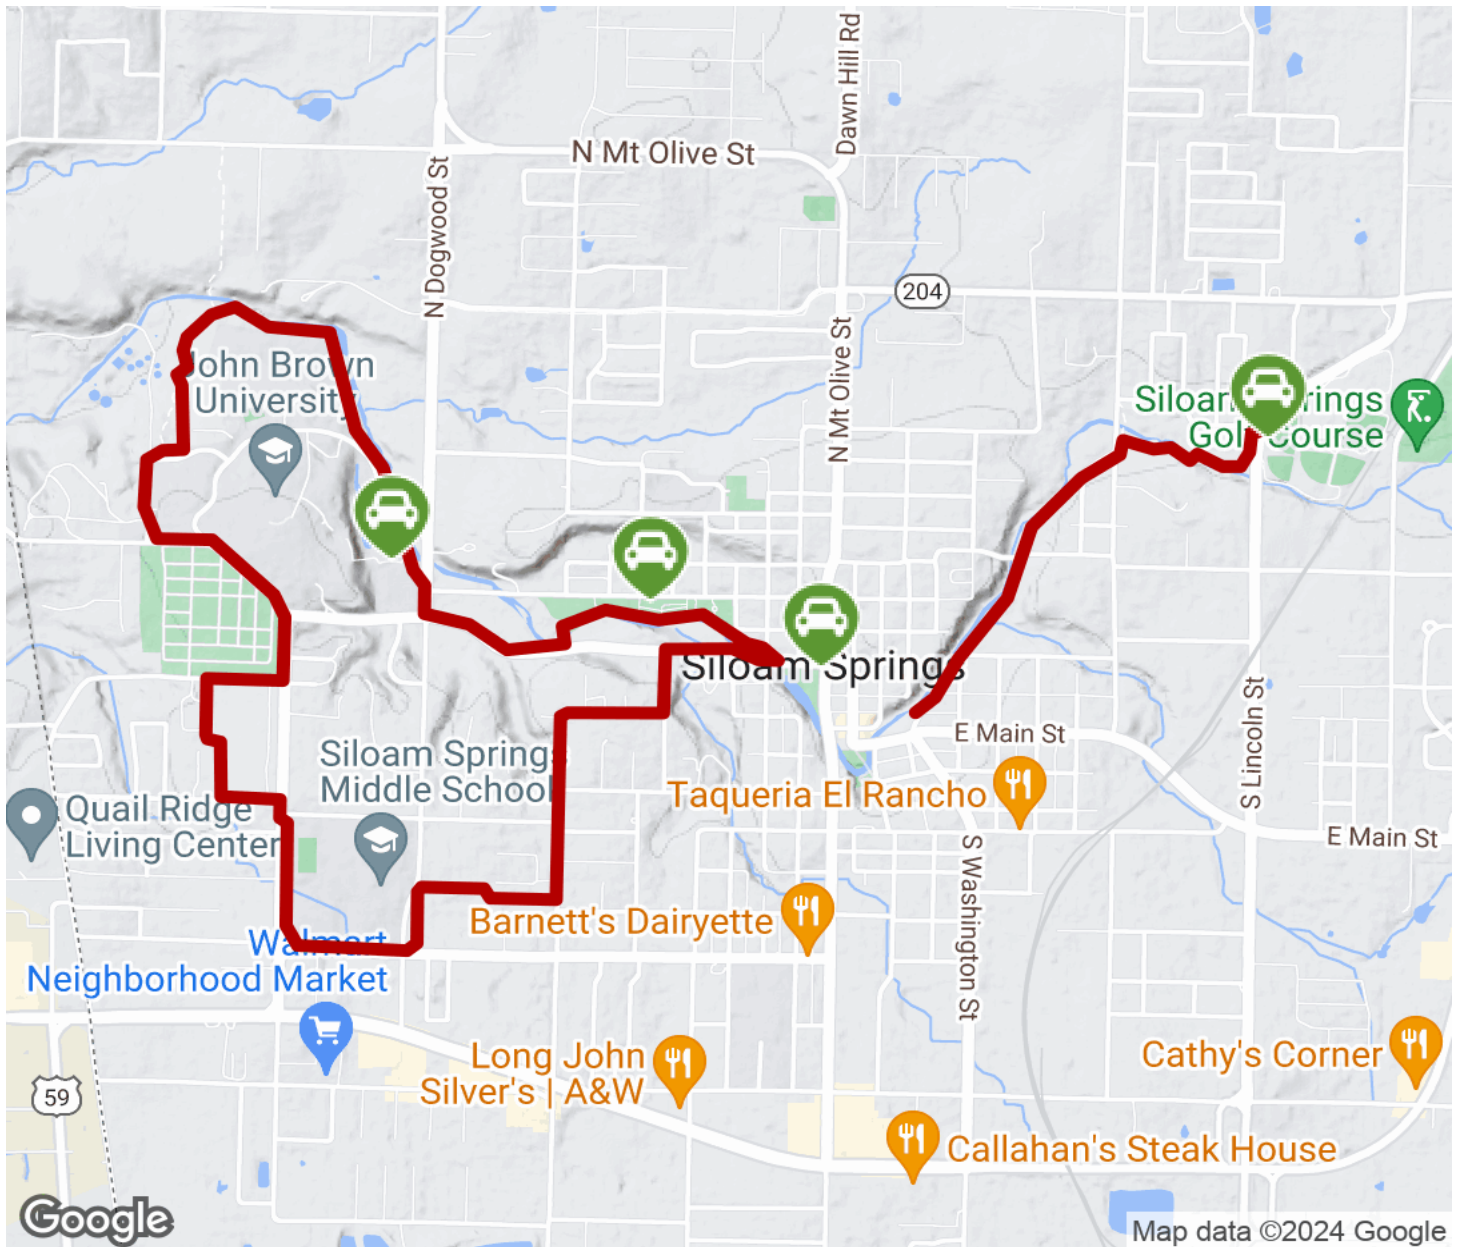 Dawn Hill Rd
N Mt Olive St
N Dogwood St
204
N Mt Olive St
John Brown
University
Siloam Springs
Golf Course
Siloam Springs
S Lincoln St
E Main St
Siloam Springs
Middle School
Taqueria El Rancho
Quail Ridge
Living Center
E Main St
S Washington St
Barnett's Dairyette
Walmart
Neighborhood Market
Long John
Silver's | A&W
Cathy's Corner
59
Callahan's Steak House
Google
Map data ©2024 Google